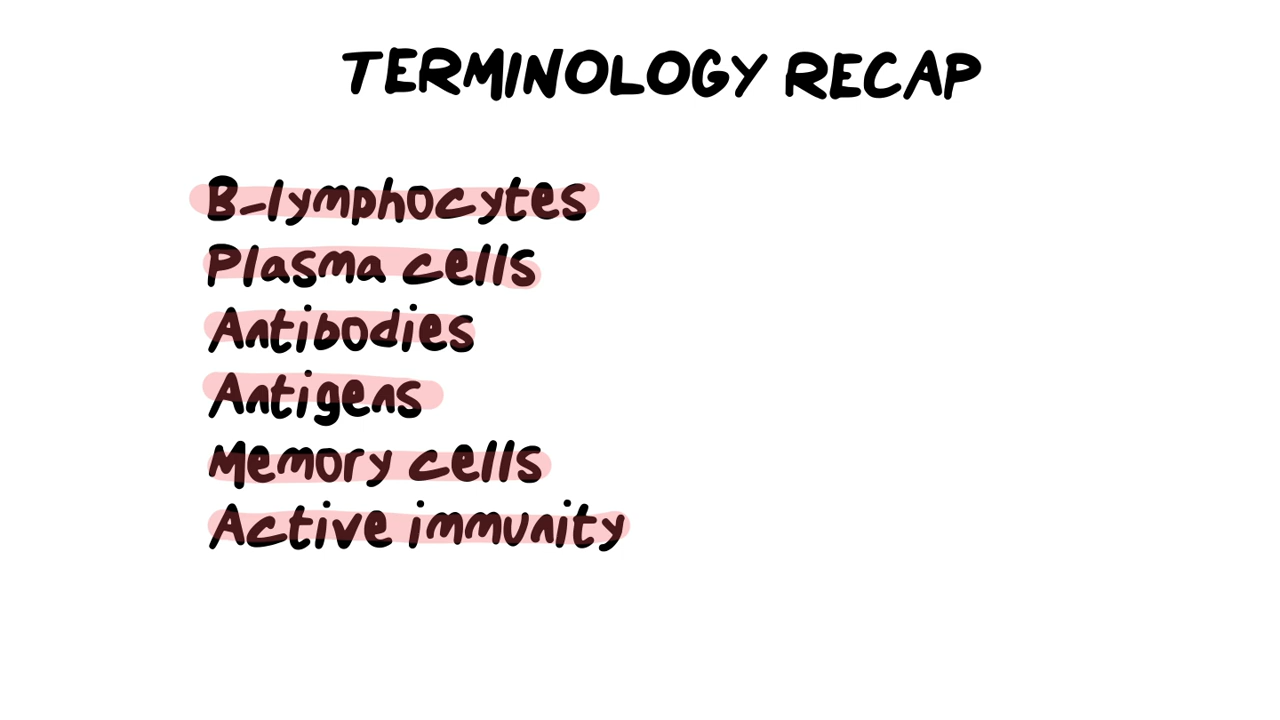 TERMINOLOGY RECAP
B-lymphocytes
Plasma cells
Antibodies
Antigens
Memory cells
Active immunity